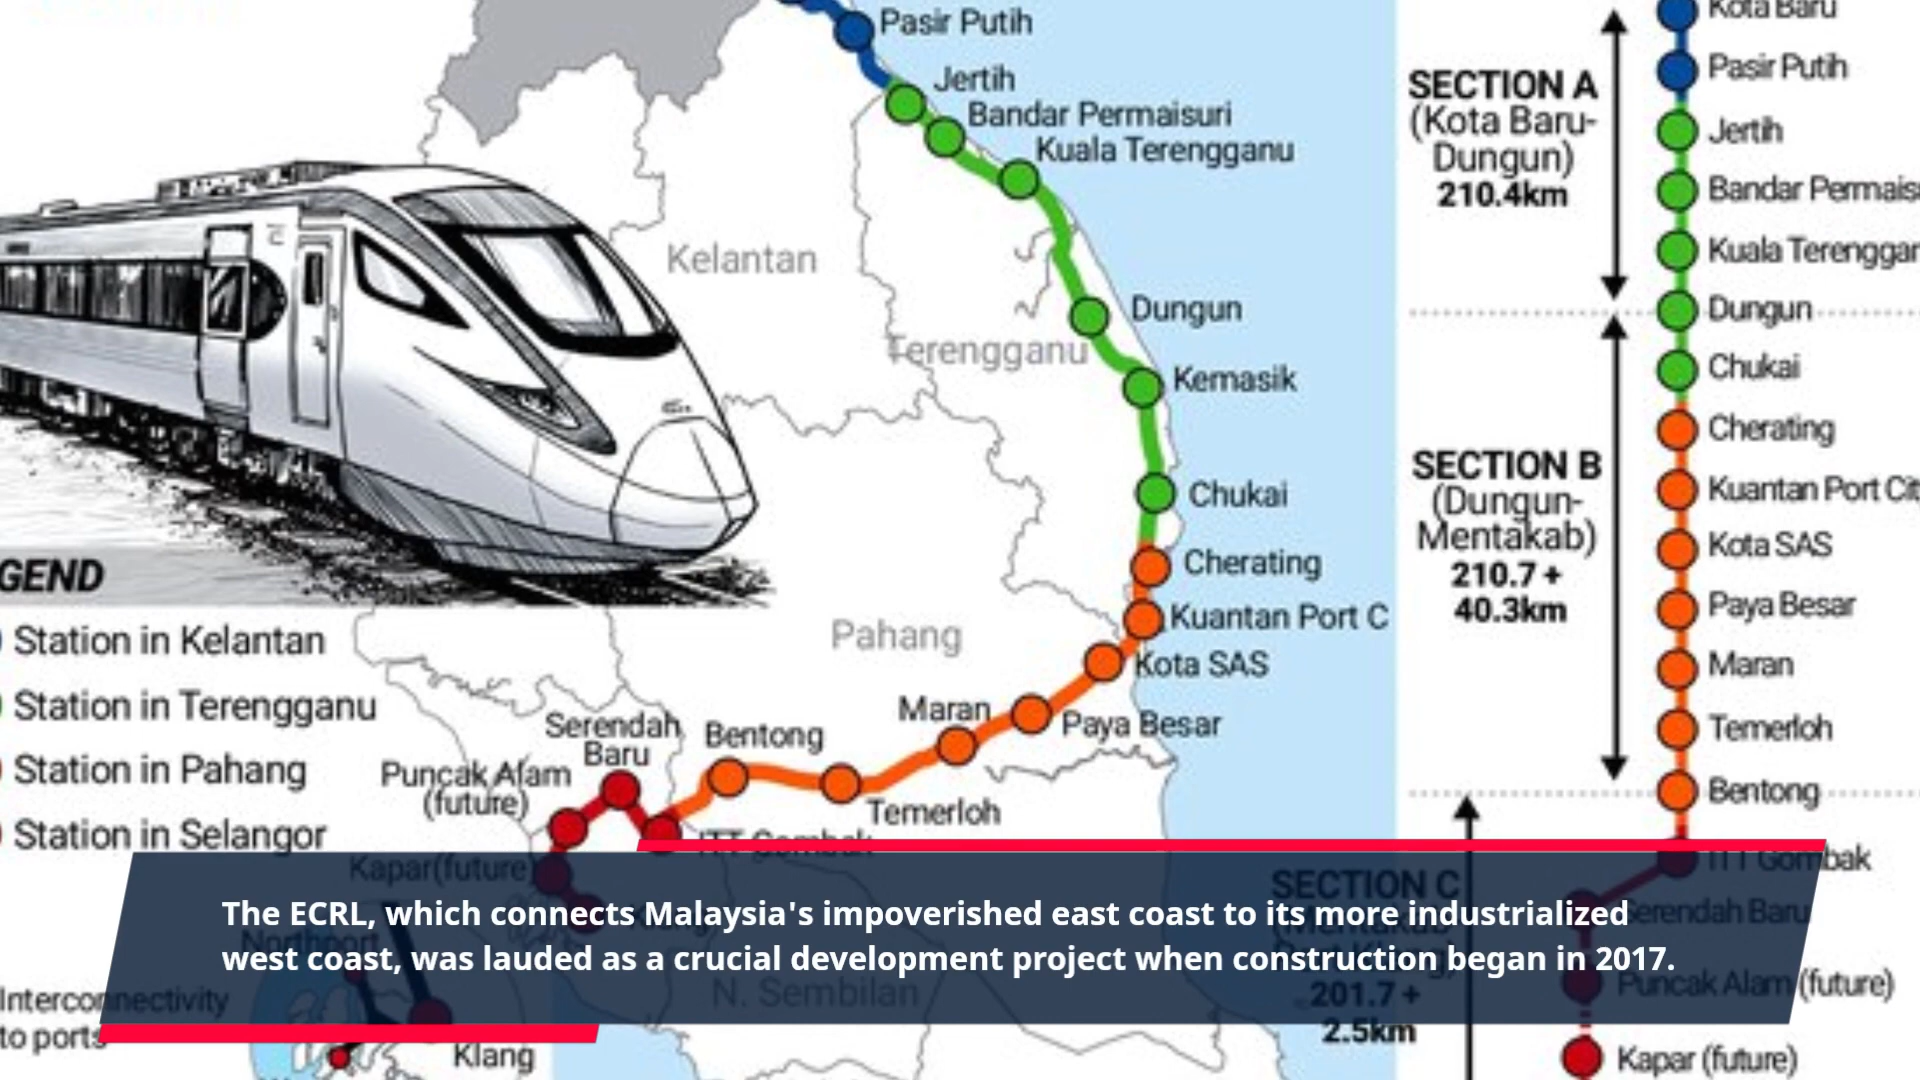 Pasir Putih
Jertih
Bandar Permaisuri
Kuala Terengganu
Kelantan
Dungun
Terengganu
Kemasik
Chukai
Cherating
Kuantan Port C
Pahang
Kota SAS
Maran
Paya Besar
Serendah
Baru
Bentong
Puncak Alam
(future)
Temerloh
ITT Gombak
Kapar(future)
GEND
Station in Kelantan
Station in Terengganu
Station in Pahang
Station in Selangor
Northport
Interconnectivity
to ports
Klang
N. Sembilan
SECTION A
(Kota Baru-
Dungun)
210.4km
SECTION B
(Dungun-
Mentakab)
210.7 +
40.3km
SECTION C
(Mentakab-
201.7 +
2.5km
Kota Baru
Pasir Putih
Jertih
Bandar Permais
Kuala Terenggan
Dungun
Chukai
Cherating
Kuantan Port City
Kota SAS
Paya Besar
Maran
Temerloh
Bentong
ITT Gombak
Serendah Baru
Puncak Alam (future)
Kapar (future)
The ECRL, which connects Malaysia's impoverished east coast to its more industrialized
west coast, was lauded as a crucial development project when construction began in 2017.